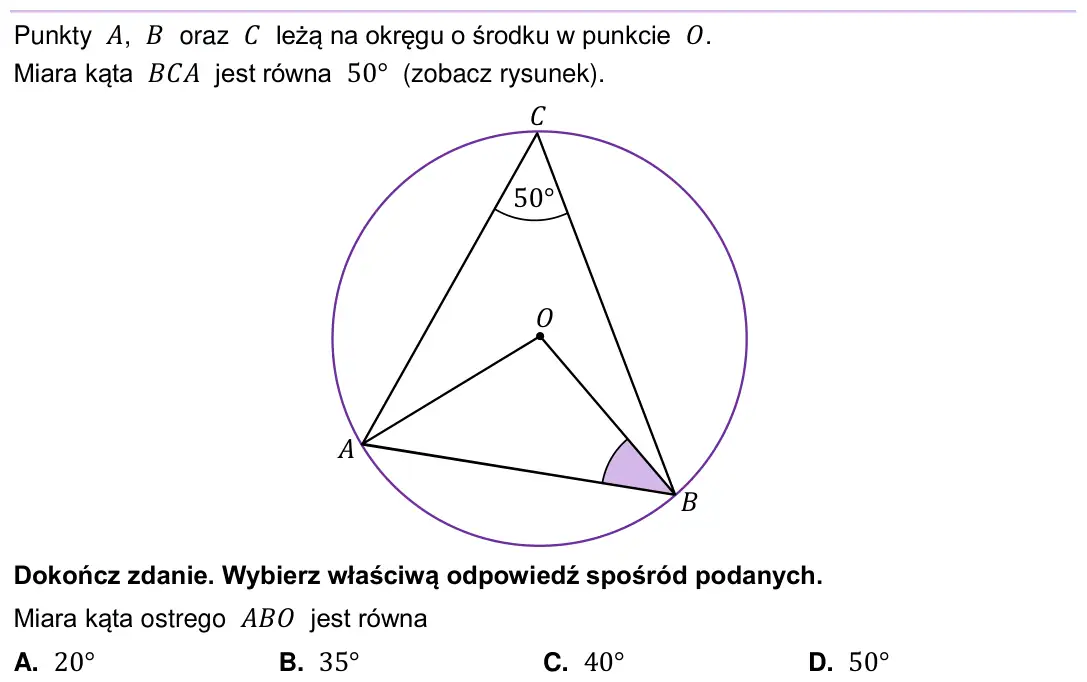 Punkty A, B oraz C leżą na okręgu o środku w punkcie O.
Miara kąta BCA jest równa 50° (zobacz rysunek).
C
50°
O
A
B
Dokończ zdanie. Wybierz właściwą odpowiedź spośród podanych.
Miara kąta ostrego ABO jest równa
A. 20° B. 35° C. 40° D. 50°